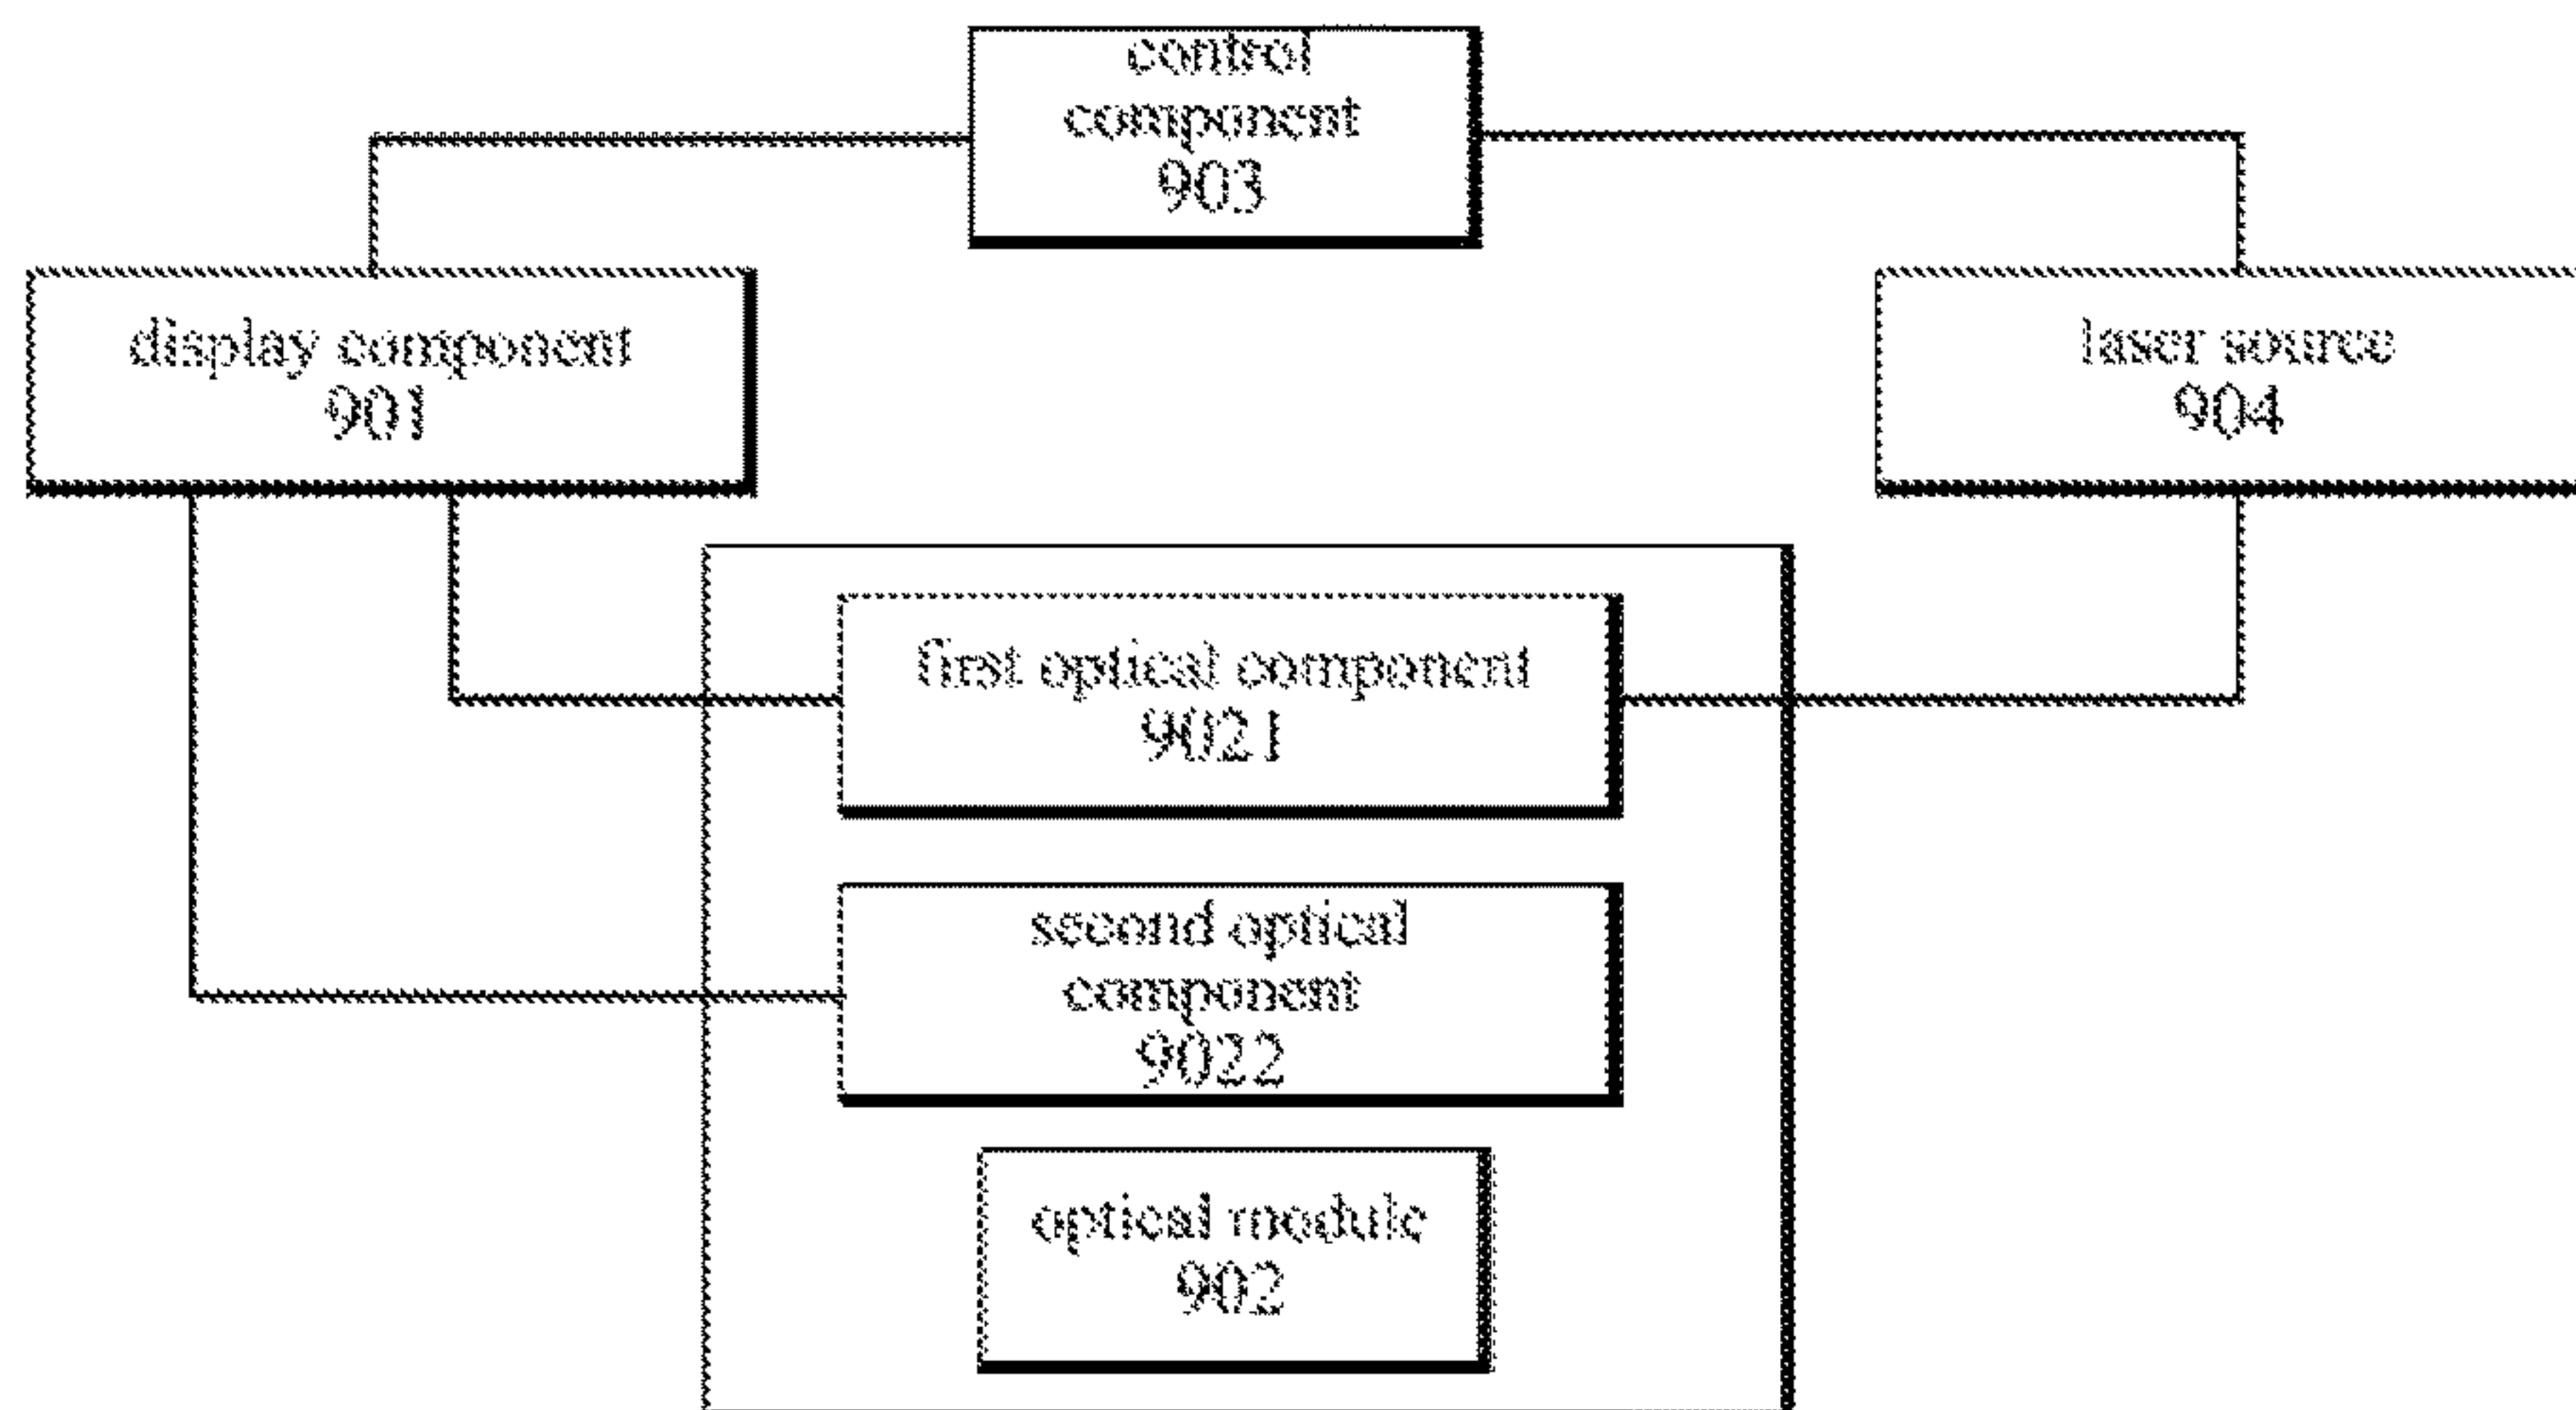 control
component
903
display component
901
laser source
904
first optical component
9021
second optical
component
9022
optical module
902